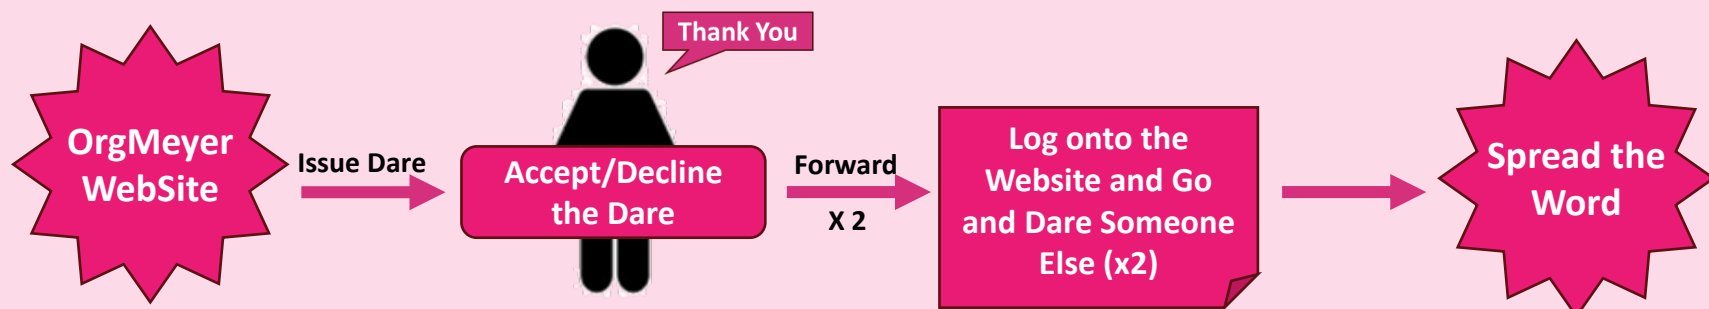 OrgMeyer
WebSite
Issue Dare
Thank You
Accept/Decline
the Dare
Forward
X 2
Log onto the
Website and Go
and Dare Someone
Else (x2)
Spread the
Word